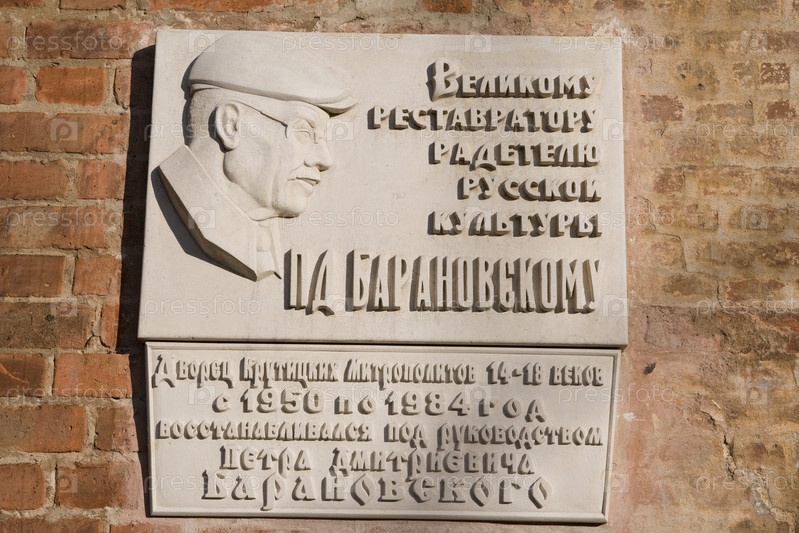 Великому
реставратору
радетелю
русской
культуры
П.Д. Барановскому
Дворец Крутицких Митрополитов 14-18 веков
с 1950 по 1984 год
восстанавливался под руководством
Петра Дмитриевича
Барановского